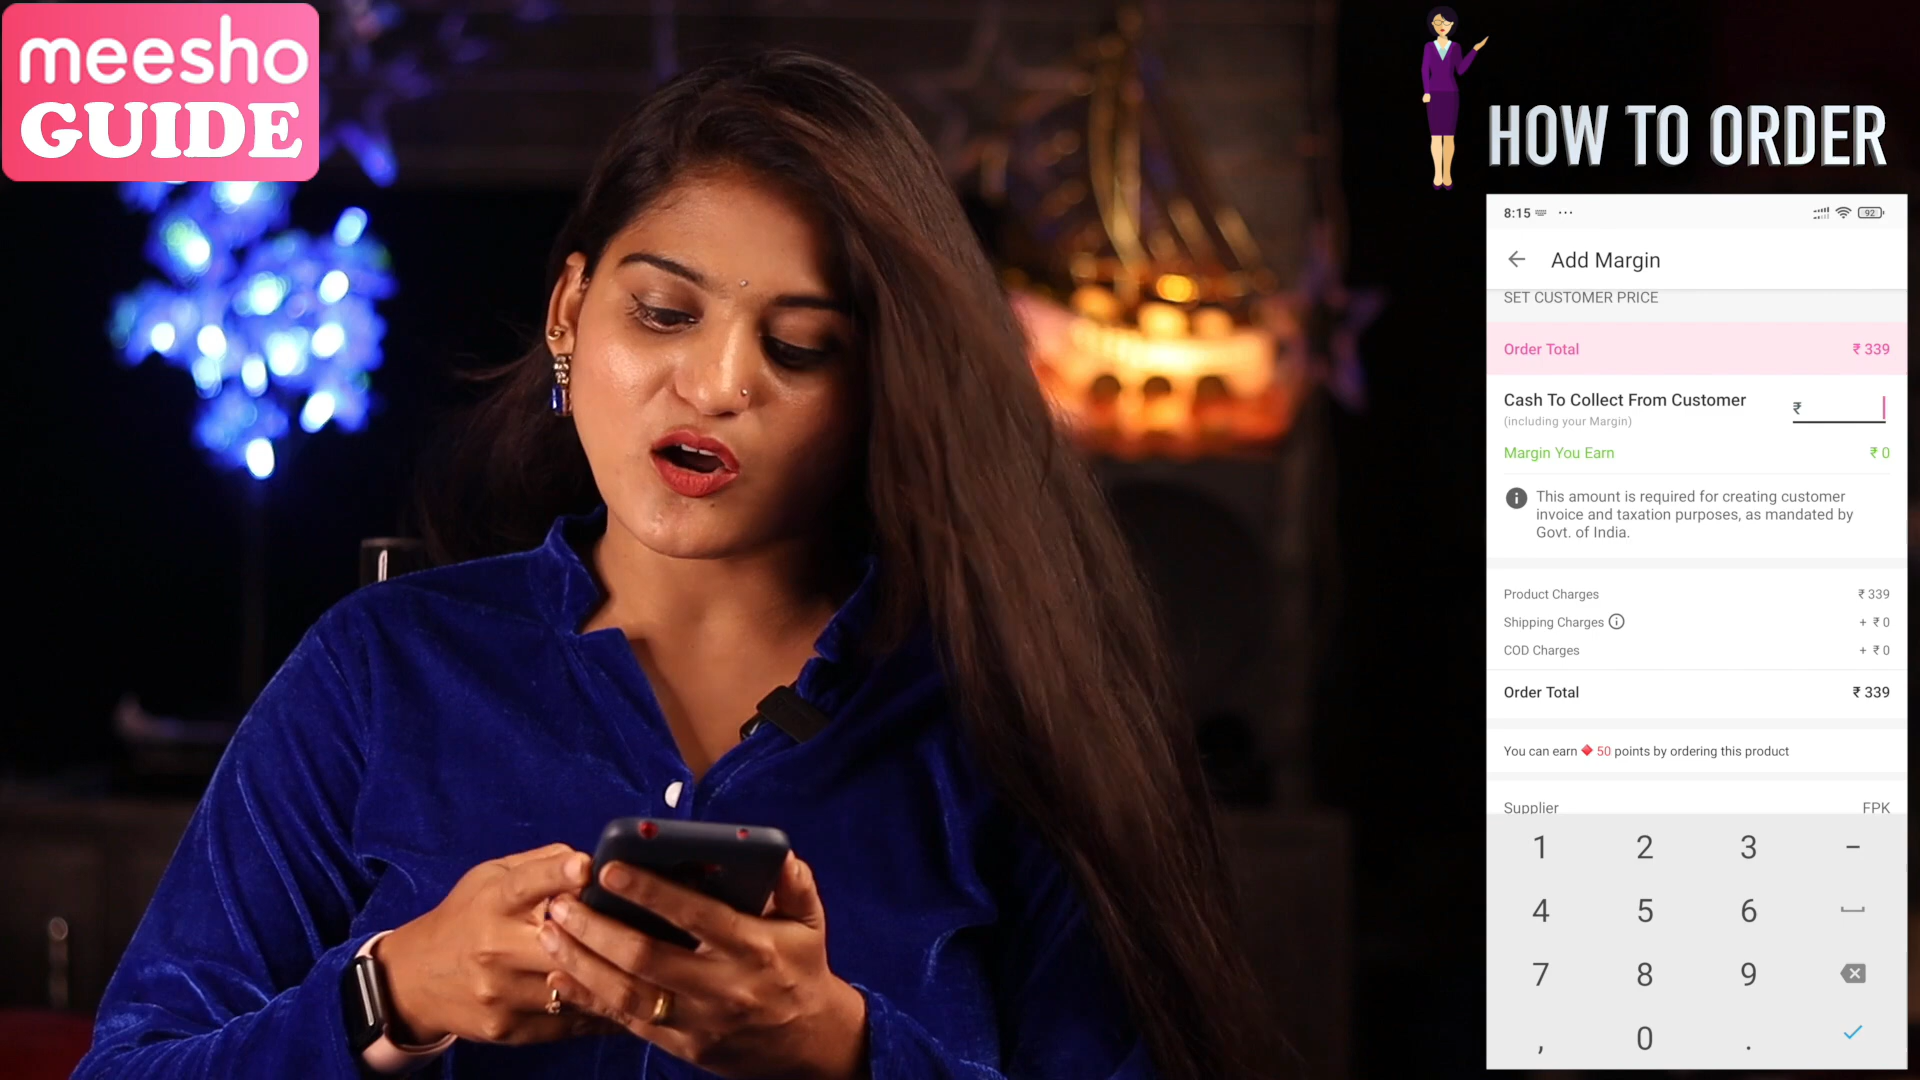 meesho
GUIDE
HOW TO ORDER
8:15 ...
92
Add Margin
SET CUSTOMER PRICE
Order Total ₹ 339
Cash To Collect From Customer ₹
(including your Margin)
Margin You Earn ₹ 0
This amount is required for creating customer
invoice and taxation purposes, as mandated by
Govt. of India.
Product Charges ₹ 339
Shipping Charges + ₹ 0
COD Charges + ₹ 0
Order Total ₹ 339
You can earn 50 points by ordering this product
Supplier FPK
1 2 3 -
4 5 6
7 8 9
, 0 .